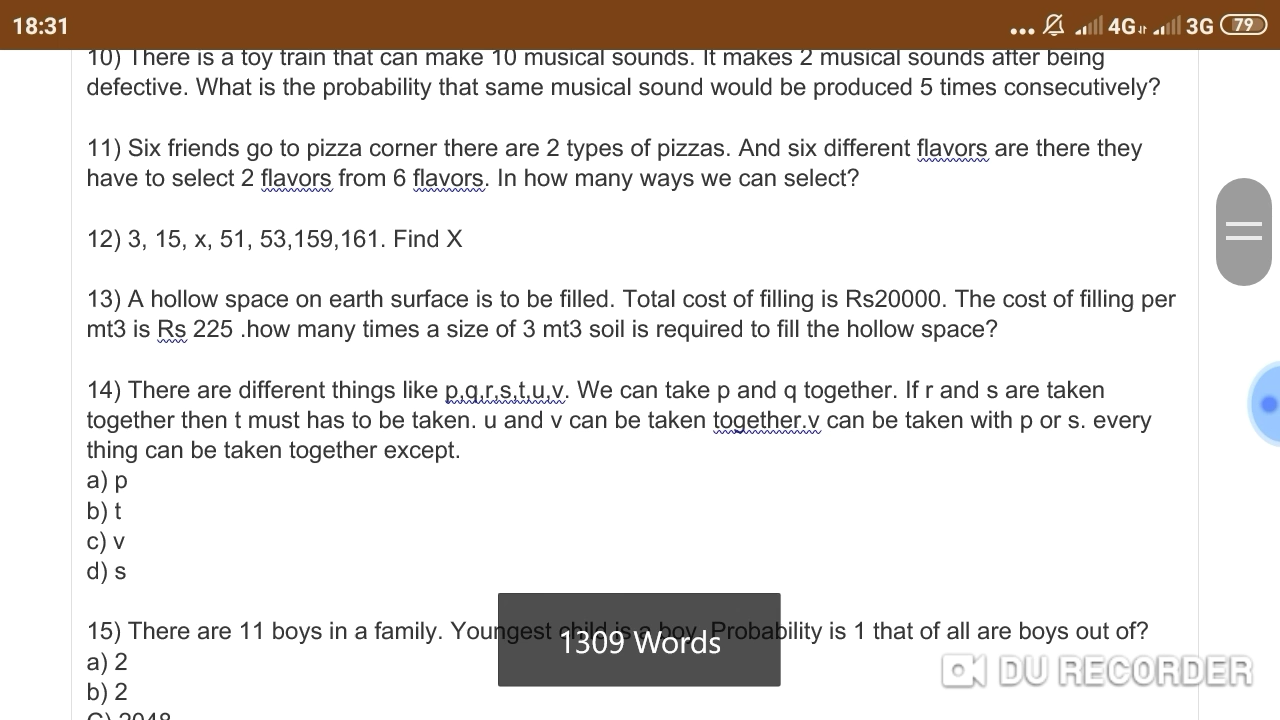 18:31
... 4G 3G 79
10) There is a toy train that can make 10 musical sounds. It makes 2 musical sounds after being
defective. What is the probability that same musical sound would be produced 5 times consecutively?
11) Six friends go to pizza corner there are 2 types of pizzas. And six different flavors are there they
have to select 2 flavors from 6 flavors. In how many ways we can select?
12) 3, 15, x, 51, 53,159,161. Find X
13) A hollow space on earth surface is to be filled. Total cost of filling is Rs20000. The cost of filling per
mt3 is Rs 225 .how many times a size of 3 mt3 soil is required to fill the hollow space?
14) There are different things like p,q,r,s,t,u,v. We can take p and q together. If r and s are taken
together then t must has to be taken. u and v can be taken together.v can be taken with p or s. every
thing can be taken together except.
a) p
b) t
c) v
d) s
15) There are 11 boys in a family. Youngest child is a boy. Probability is 1 that of all are boys out of?
1309 Words
a) 2
DU RECORDER
b) 2
C) 2048